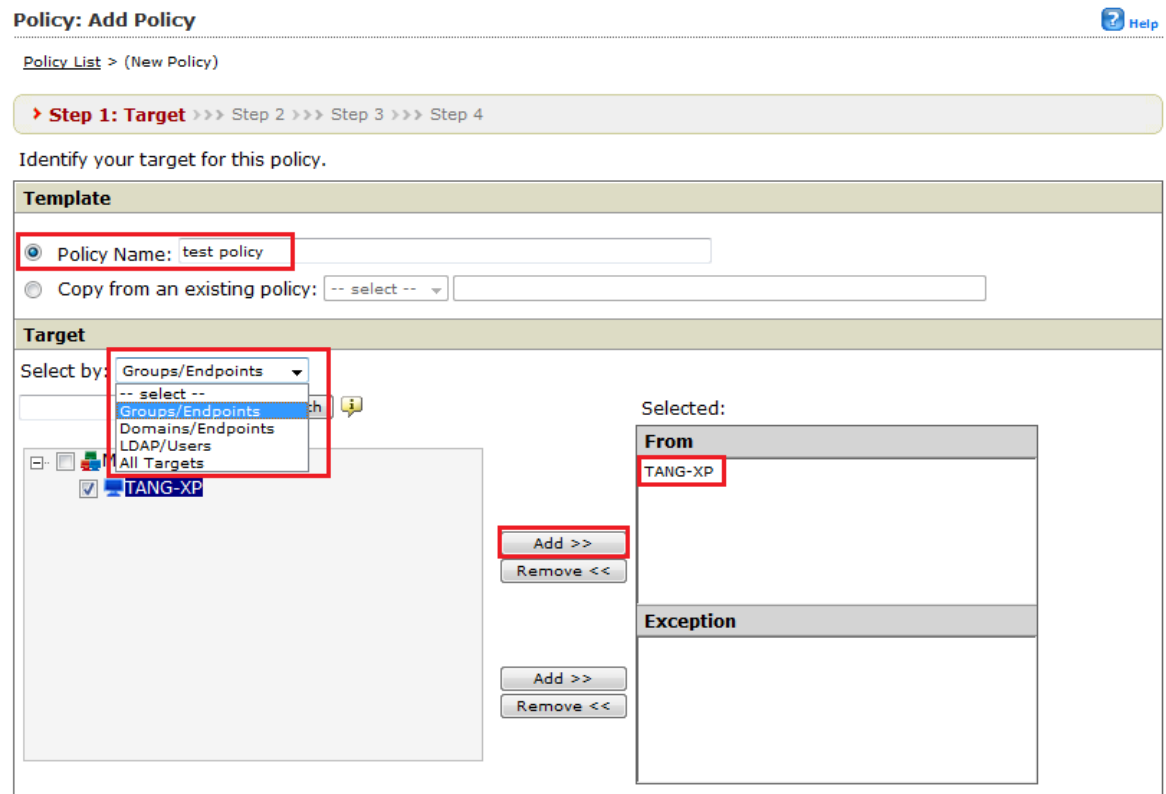 Policy: Add Policy
Help
Policy List > (New Policy)
Step 1: Target >>> Step 2 >>> Step 3 >>> Step 4
Identify your target for this policy.
Template
Policy Name: test policy
Copy from an existing policy: -- select --
Target
Select by: Groups/Endpoints
-- select --
Groups/Endpoints
Domains/Endpoints
LDAP/Users
All Targets
TANG-XP
Selected:
From
TANG-XP
Add >>
Remove <<
Exception
Add >>
Remove <<